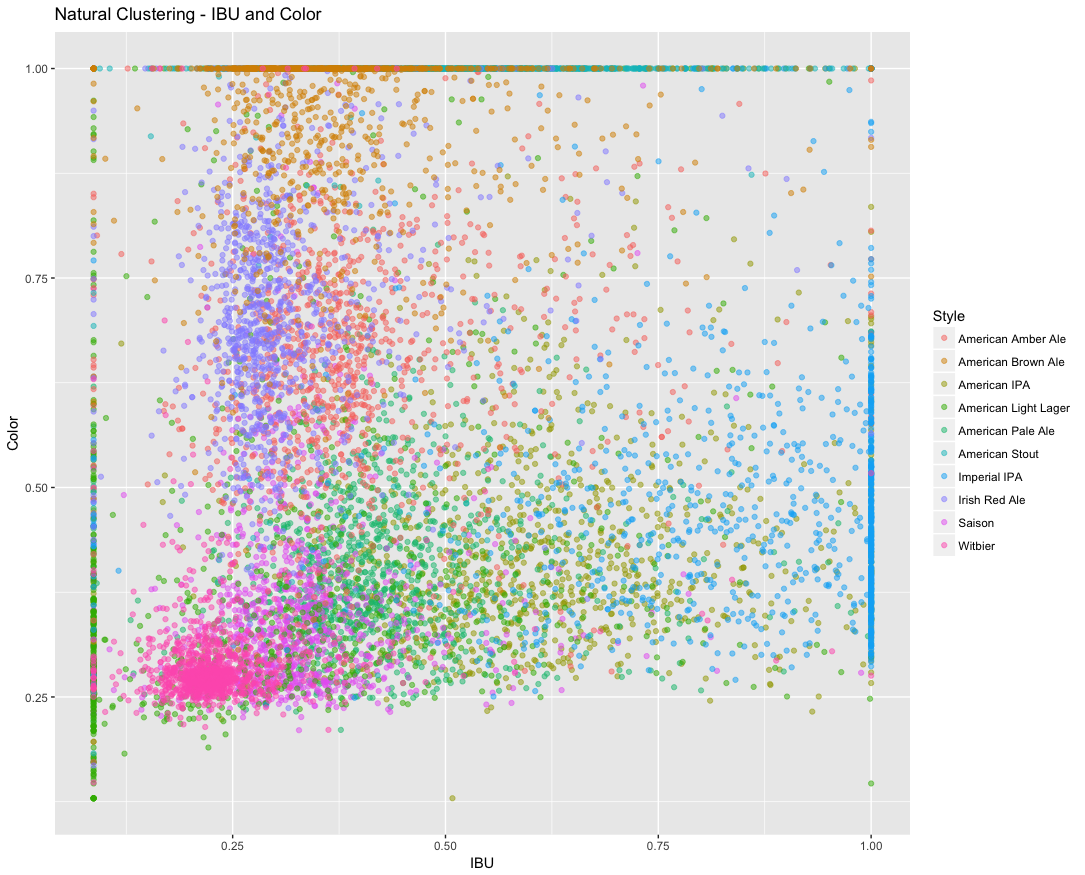 Natural Clustering - IBU and Color
1.00
0.75
0.50
0.25
Color
0.25
0.50
0.75
1.00
IBU
Style
American Amber Ale
American Brown Ale
American IPA
American Light Lager
American Pale Ale
American Stout
Imperial IPA
Irish Red Ale
Saison
Witbier